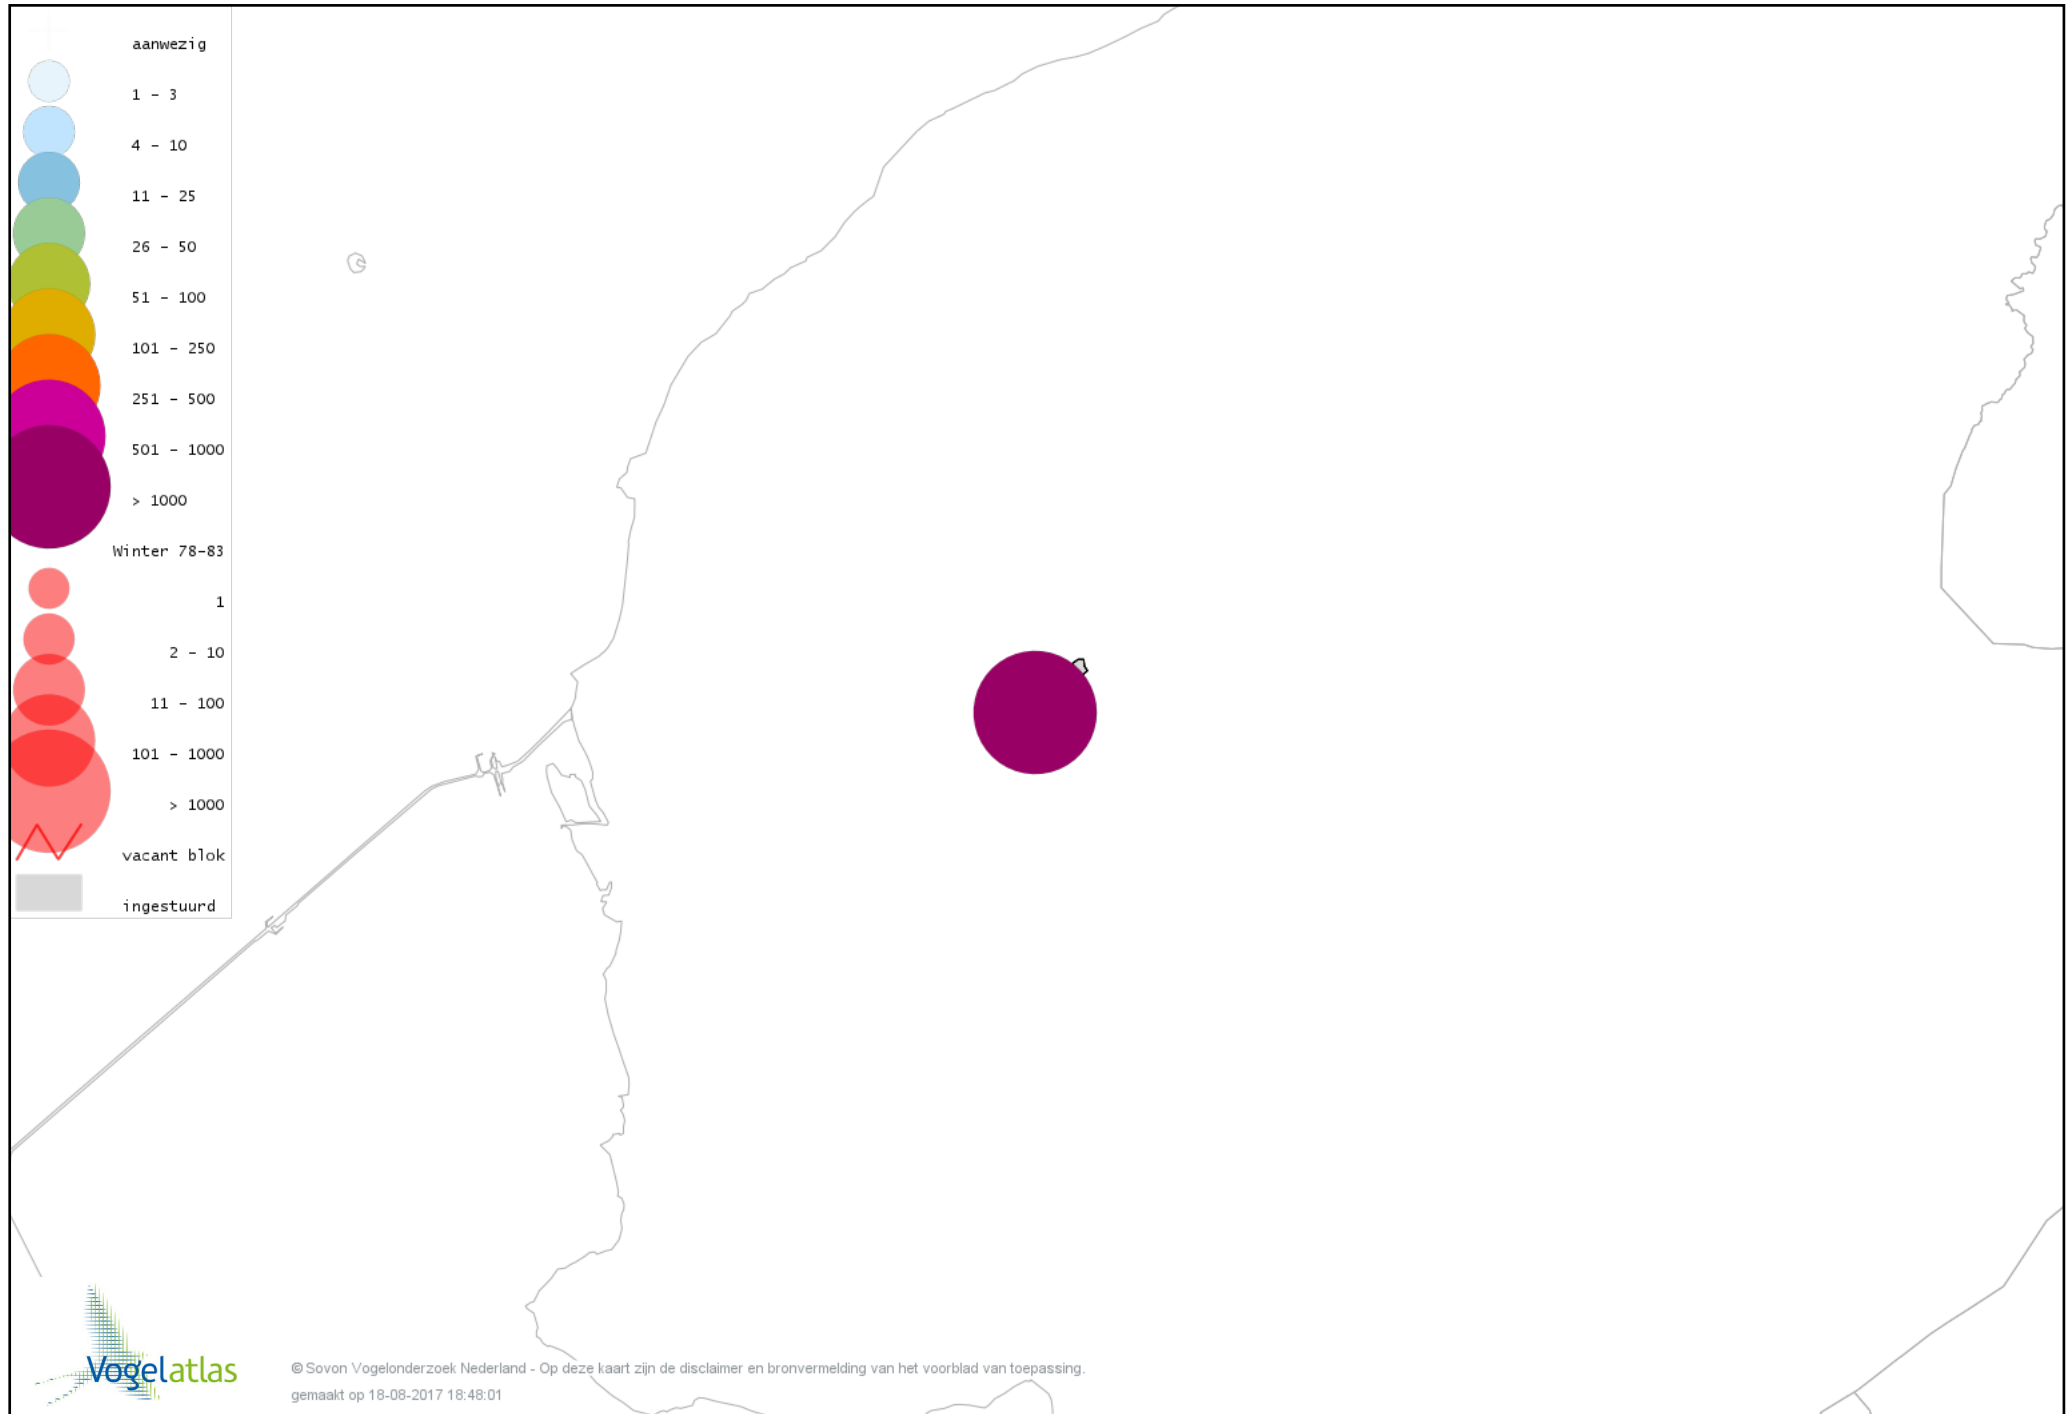 aanwezig
1 - 3
4 - 10
11 - 25
26 - 50
51 - 100
101 - 250
251 - 500
501 - 1000
> 1000
Winter 78-83
1
2 - 10
11 - 100
101 - 1000
> 1000
vacant blok
ingestuurd
Vogelatlas
© Sovon Vogelonderzoek Nederland - Op deze kaart zijn de disclaimer en bronvermelding van het voorblad van toepassing.
gemaakt op 18-08-2017 18:48:01